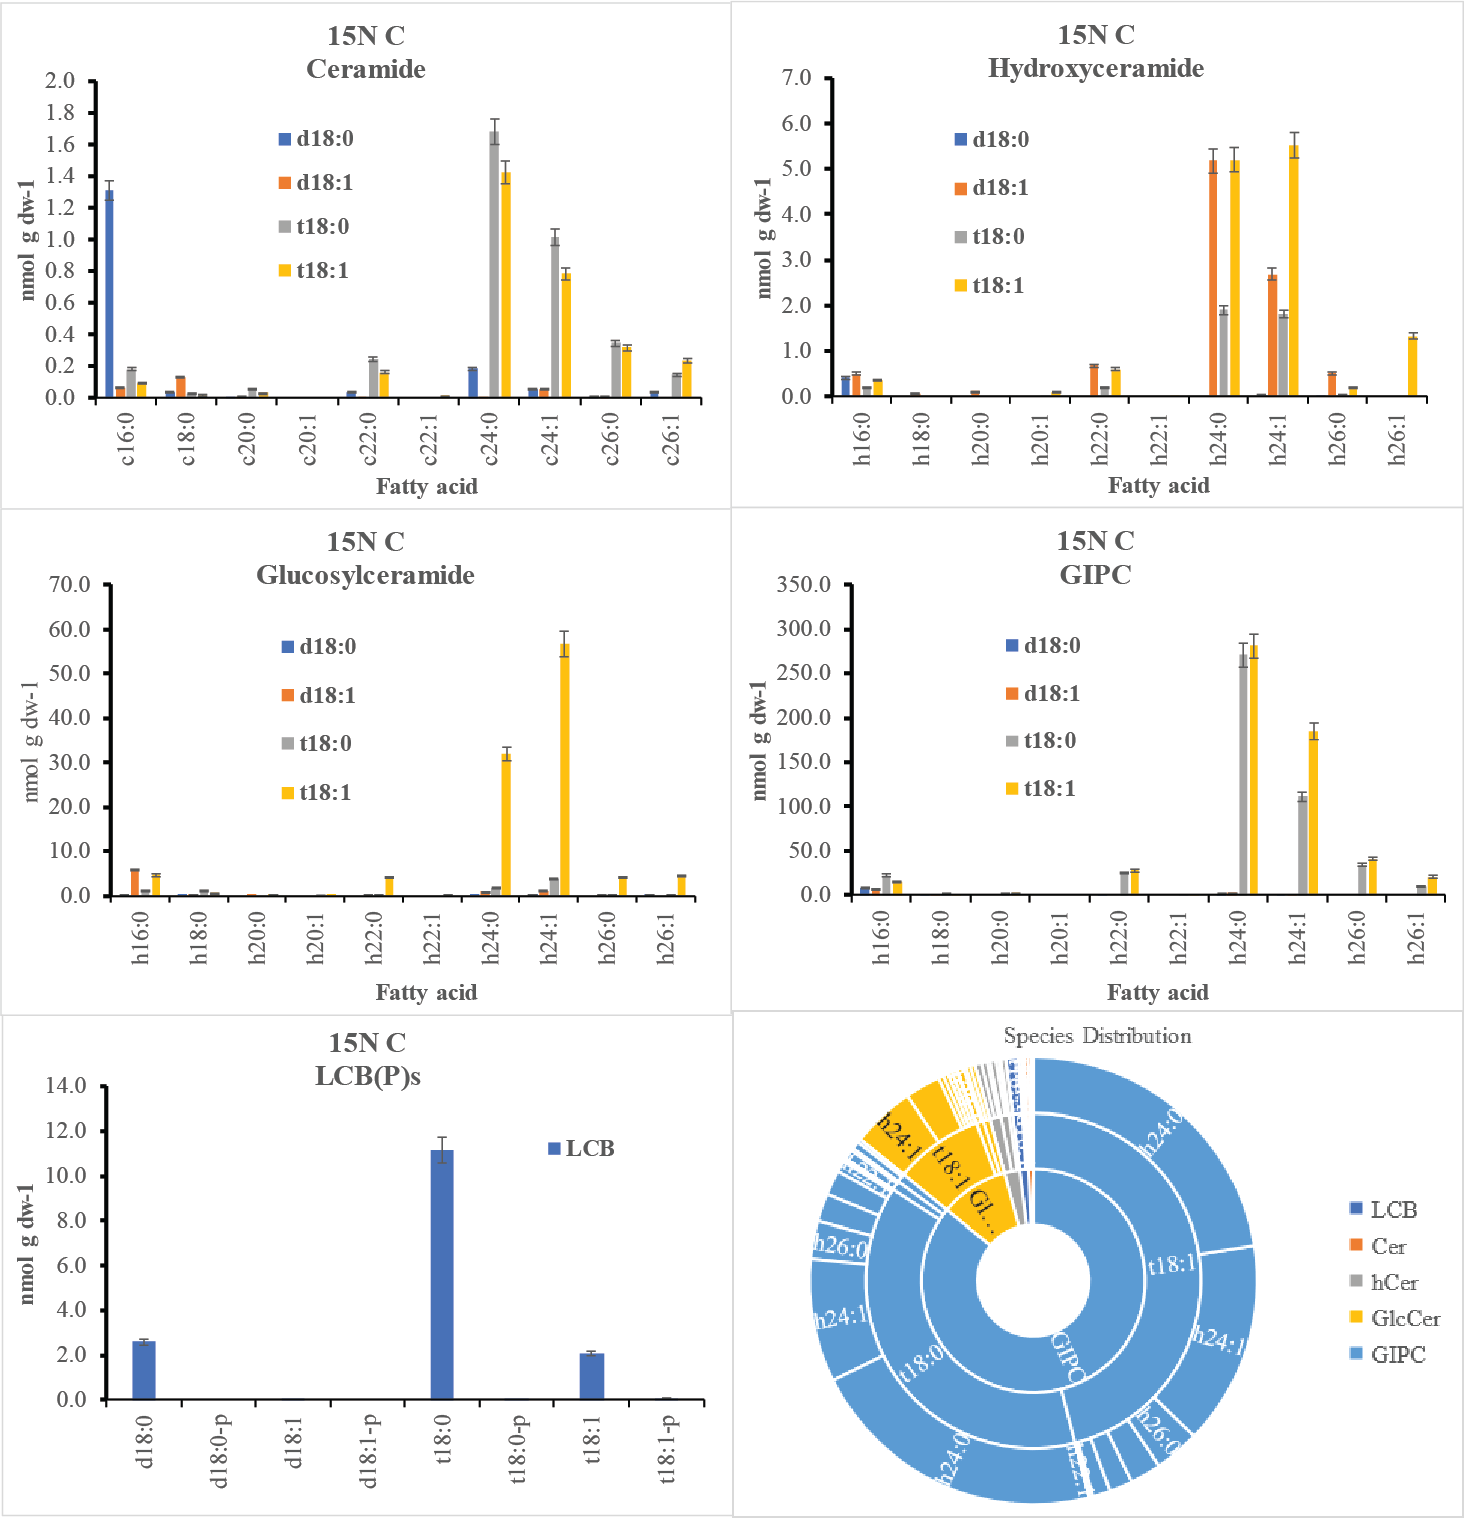 15N C
Ceramide
2.0
1.8
1.6
1.4
1.2
1.0
0.8
0.6
0.4
0.2
0.0
nmol g dw-1
d18:0
d18:1
t18:0
t18:1
c16:0
c18:0
c20:0
c20:1
c22:0
c22:1
c24:0
c24:1
c26:0
c26:1
Fatty acid
15N C
Hydroxyceramide
7.0
6.0
5.0
4.0
3.0
2.0
1.0
0.0
nmol g dw-1
d18:0
d18:1
t18:0
t18:1
h16:0
h18:0
h20:0
h20:1
h22:0
h22:1
h24:0
h24:1
h26:0
h26:1
Fatty acid
15N C
Glucosylceramide
70.0
60.0
50.0
40.0
30.0
20.0
10.0
0.0
nmol g dw-1
d18:0
d18:1
t18:0
t18:1
h16:0
h18:0
h20:0
h20:1
h22:0
h22:1
h24:0
h24:1
h26:0
h26:1
Fatty acid
15N C
GIPC
350.0
300.0
250.0
200.0
150.0
100.0
50.0
0.0
nmol g dw-1
d18:0
d18:1
t18:0
t18:1
h16:0
h18:0
h20:0
h20:1
h22:0
h22:1
h24:0
h24:1
h26:0
h26:1
Fatty acid
15N C
LCB(P)s
14.0
12.0
10.0
8.0
6.0
4.0
2.0
0.0
nmol g dw-1
LCB
d18:0
d18:0-p
d18:1
d18:1-p
t18:0
t18:0-p
t18:1
t18:1-p
Species Distribution
h24:0
t18:1
h24:1
GIPC
h26:0
h22:1
h24:0
t18:0
h24:1
h26:0
h24:1
t18:1
Gl...
LCB
Cer
hCer
GlcCer
GIPC